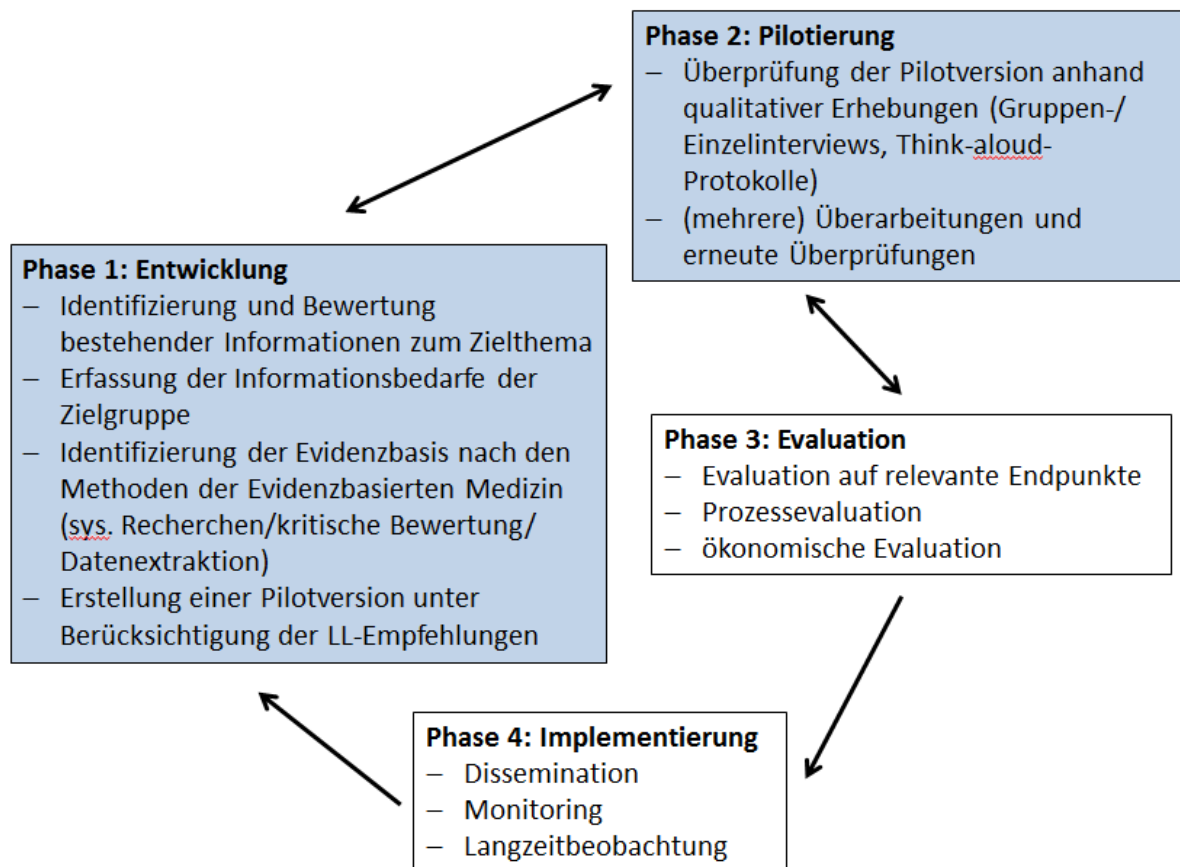 Phase 1: Entwicklung
– Identifizierung und Bewertung
bestehender Informationen zum Zielthema
– Erfassung der Informationsbedarfe der
Zielgruppe
– Identifizierung der Evidenzbasis nach den
Methoden der Evidenzbasierten Medizin
(sys. Recherchen/kritische Bewertung/
Datenextraktion)
– Erstellung einer Pilotversion unter
Berücksichtigung der LL-Empfehlungen
Phase 2: Pilotierung
– Überprüfung der Pilotversion anhand
qualitativer Erhebungen (Gruppen-/
Einzelinterviews, Think-aloud-
Protokolle)
– (mehrere) Überarbeitungen und
erneute Überprüfungen
Phase 3: Evaluation
– Evaluation auf relevante Endpunkte
– Prozessevaluation
– ökonomische Evaluation
Phase 4: Implementierung
– Dissemination
– Monitoring
– Langzeitbeobachtung